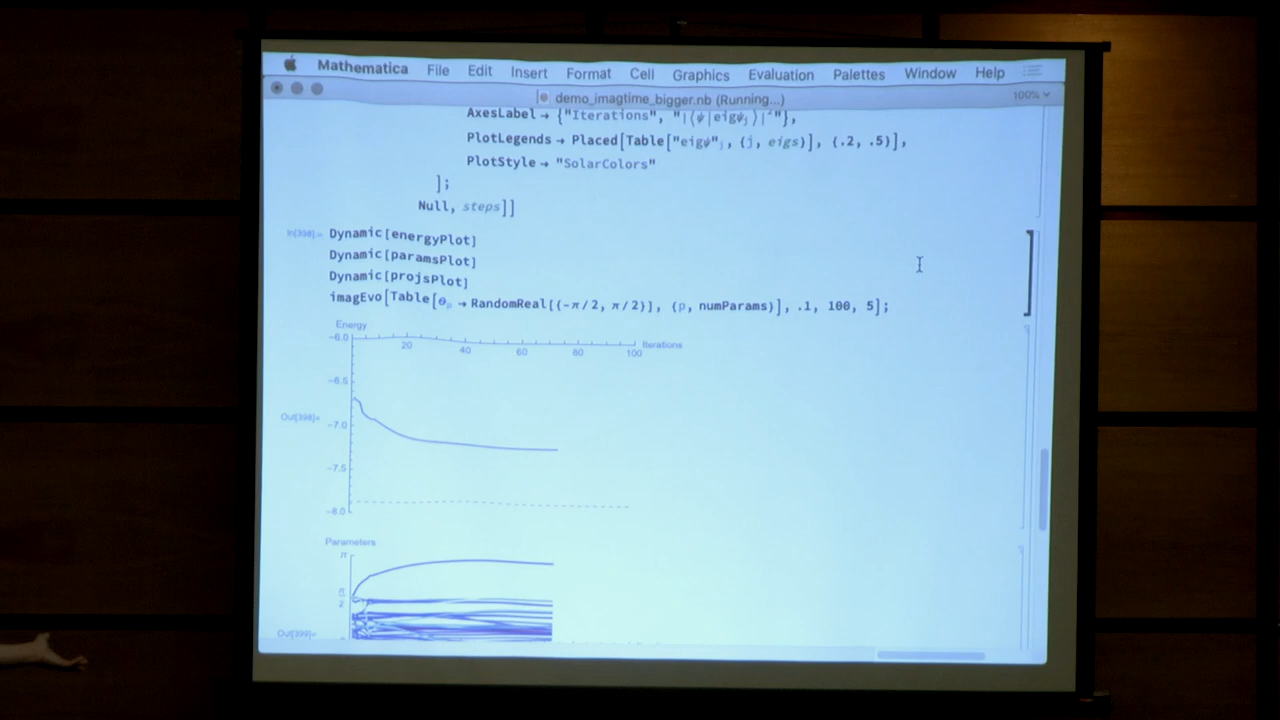 Mathematica File Edit Insert Format Cell Graphics Evaluation Palettes Window Help
demo_imagtime_bigger.nb (Running...) 100%
AxesLabel → {"Iterations", "|⟨ψ|eigψⱼ⟩|²"},
PlotLegends → Placed[Table["eigψ"ⱼ, {j, eigs}], {.2, .5}],
PlotStyle → "SolarColors"
];
Null, steps]]
In[398]:= Dynamic[energyPlot]
Dynamic[paramsPlot]
Dynamic[projsPlot]
imagEvo[Table[Θₚ → RandomReal[{-π/2, π/2}], {p, numParams}], .1, 100, 5];
Energy
-6.0
20 40 60 80 100 Iterations
-6.5
Out[398]=
-7.0
-7.5
-8.0
Parameters
π
π
2
Out[399]=